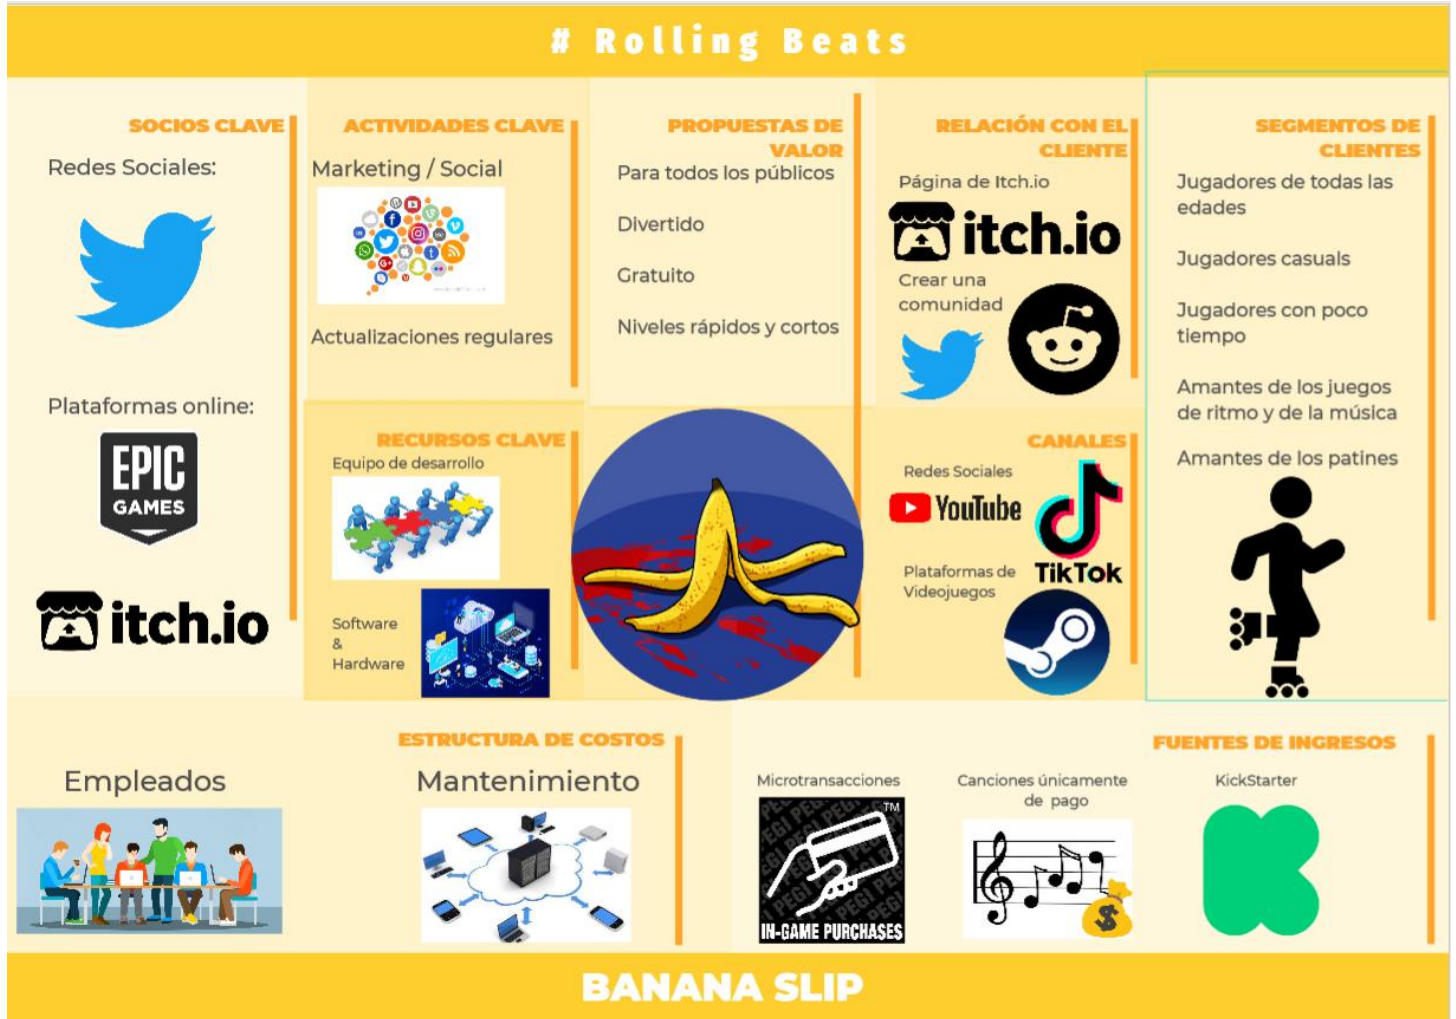 # Rolling Beats
SOCIOS CLAVE
Redes Sociales:
Plataformas online:
EPIC
GAMES
itch.io
ACTIVIDADES CLAVE
Marketing / Social
Actualizaciones regulares
RECURSOS CLAVE
Equipo de desarrollo
Software
&
Hardware
PROPUESTAS DE
VALOR
Para todos los públicos
Divertido
Gratuito
Niveles rápidos y cortos
RELACIÓN CON EL
CLIENTE
Página de Itch.io
itch.io
Crear una
comunidad
CANALES
Redes Sociales
YouTube
TikTok
Plataformas de
Videojuegos
SEGMENTOS DE
CLIENTES
Jugadores de todas las
edades
Jugadores casuals
Jugadores con poco
tiempo
Amantes de los juegos
de ritmo y de la música
Amantes de los patines
ESTRUCTURA DE COSTOS
Empleados
Mantenimiento
FUENTES DE INGRESOS
Microtransacciones
TM
IN-GAME PURCHASES
Canciones únicamente
de pago
$
KickStarter
BANANA SLIP